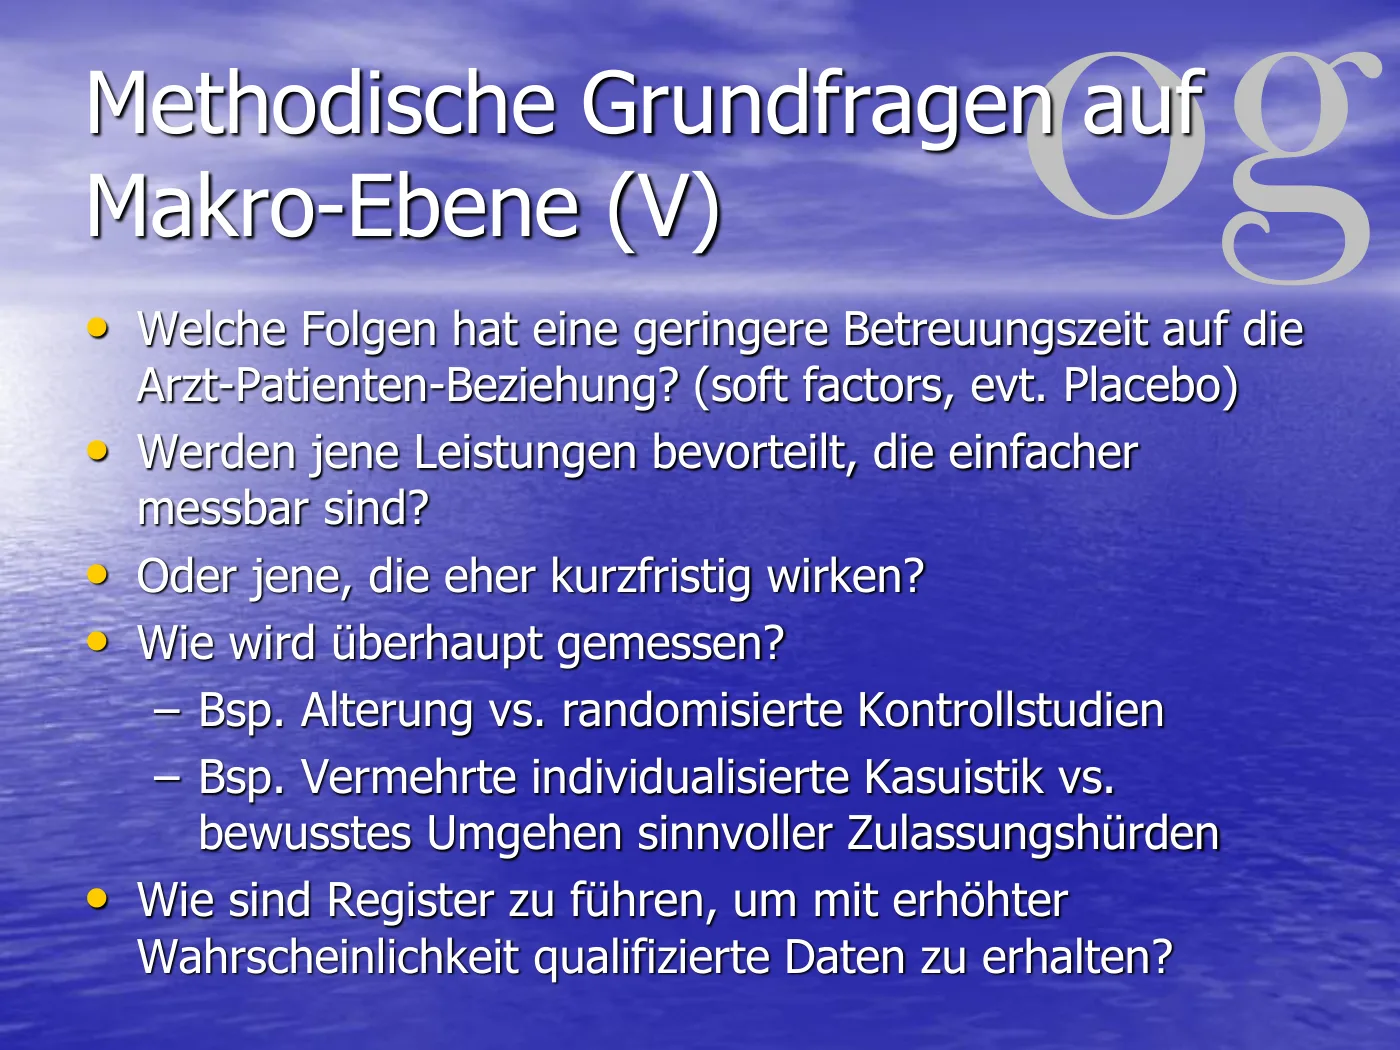 og
Methodische Grundfragen auf
Makro-Ebene (V)
• Welche Folgen hat eine geringere Betreuungszeit auf die
Arzt-Patienten-Beziehung? (soft factors, evt. Placebo)
• Werden jene Leistungen bevorteilt, die einfacher
messbar sind?
• Oder jene, die eher kurzfristig wirken?
• Wie wird überhaupt gemessen?
– Bsp. Alterung vs. randomisierte Kontrollstudien
– Bsp. Vermehrte individualisierte Kasuistik vs.
bewusstes Umgehen sinnvoller Zulassungshürden
• Wie sind Register zu führen, um mit erhöhter
Wahrscheinlichkeit qualifizierte Daten zu erhalten?